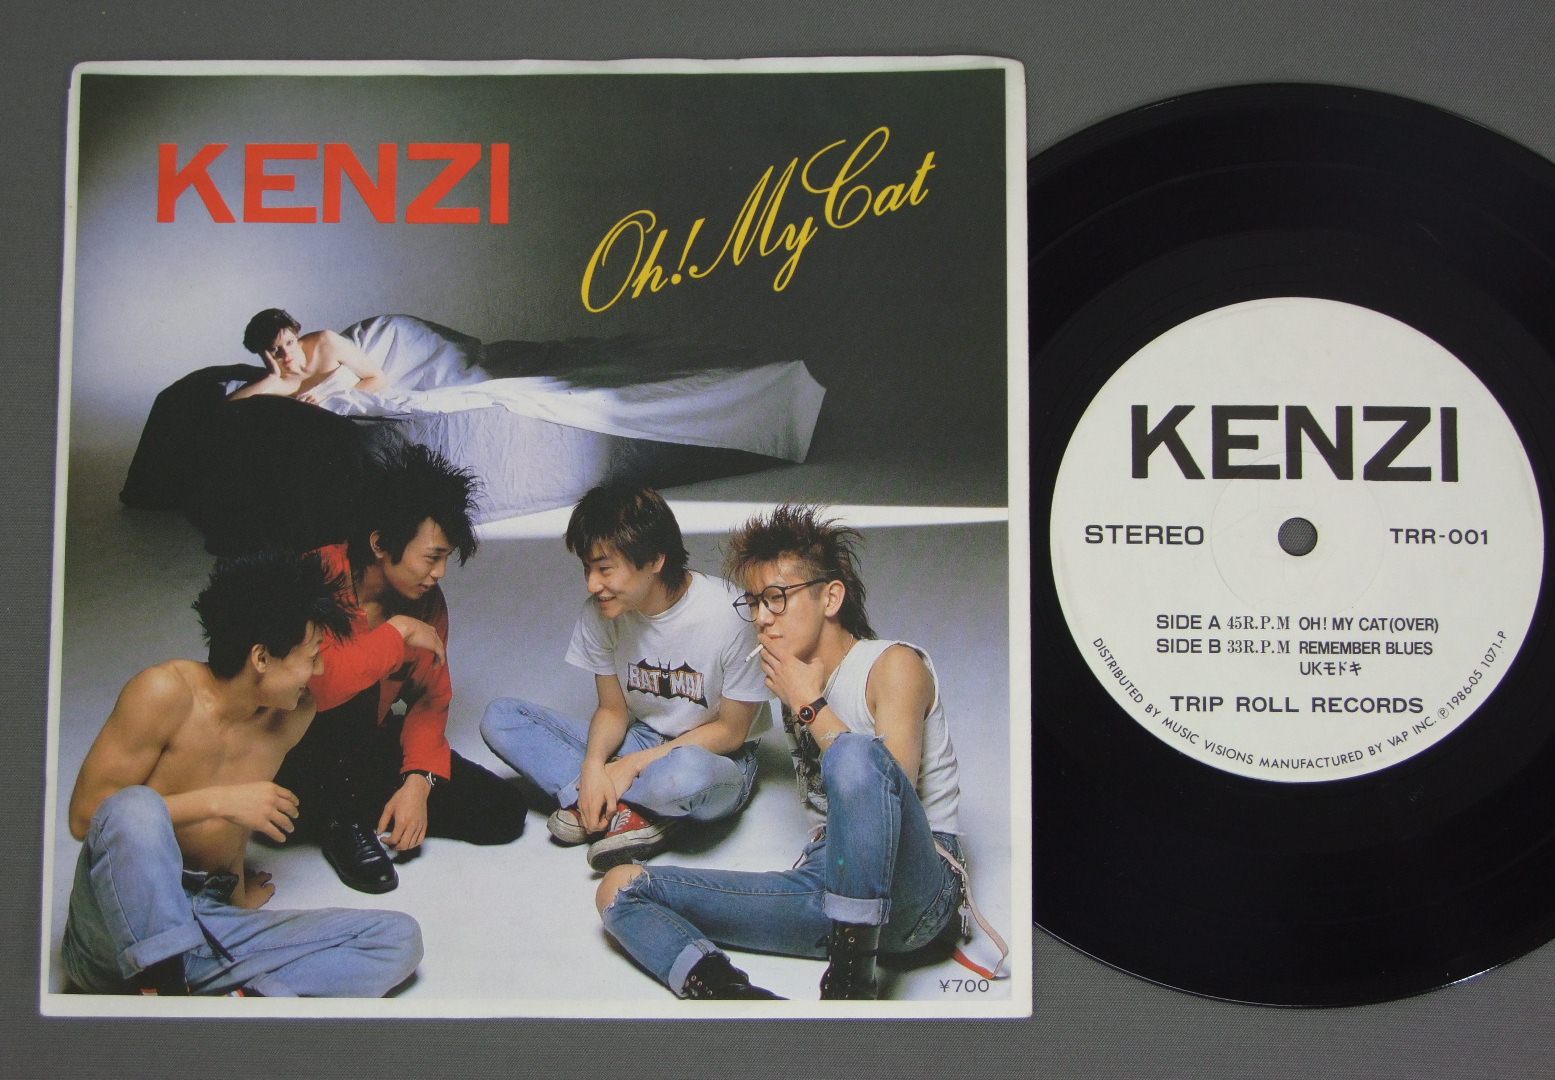 KENZI
Oh! My Cat
BATMAN
¥700
KENZI
STEREO
TRR-001
SIDE A 45R.P.M OH! MY CAT(OVER)
SIDE B 33R.P.M REMEMBER BLUES
UKモドキ
TRIP ROLL RECORDS
DISTRIBUTED BY MUSIC VISIONS MANUFACTURED BY VAP INC. ℗1986-05 1071-P